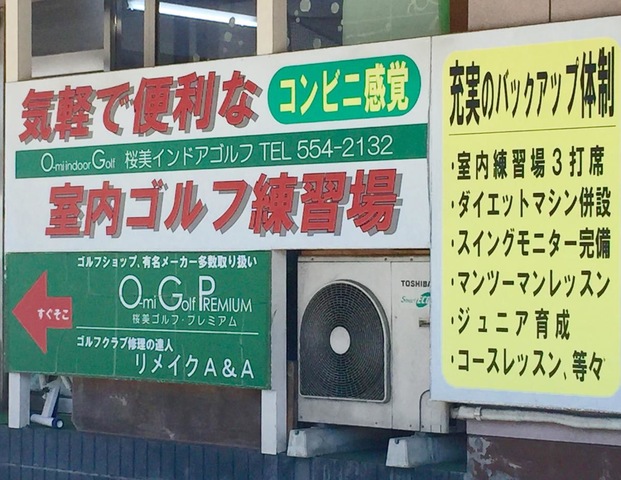 気軽で便利な
コンビニ感覚
O-mi indoor Golf 桜美インドアゴルフ TEL 554-2132
室内ゴルフ練習場
ゴルフショップ、有名メーカー多数取り扱い
O-mi Golf PREMIUM
桜美ゴルフ・プレミアム
すぐそこ
ゴルフクラブ修理の達人
リメイクA&A
TOSHIBA
充実のバックアップ体制
・室内練習場3打席
・ダイエットマシン併設
・スイングモニター完備
・マンツーマンレッスン
・ジュニア育成
・コースレッスン、等々